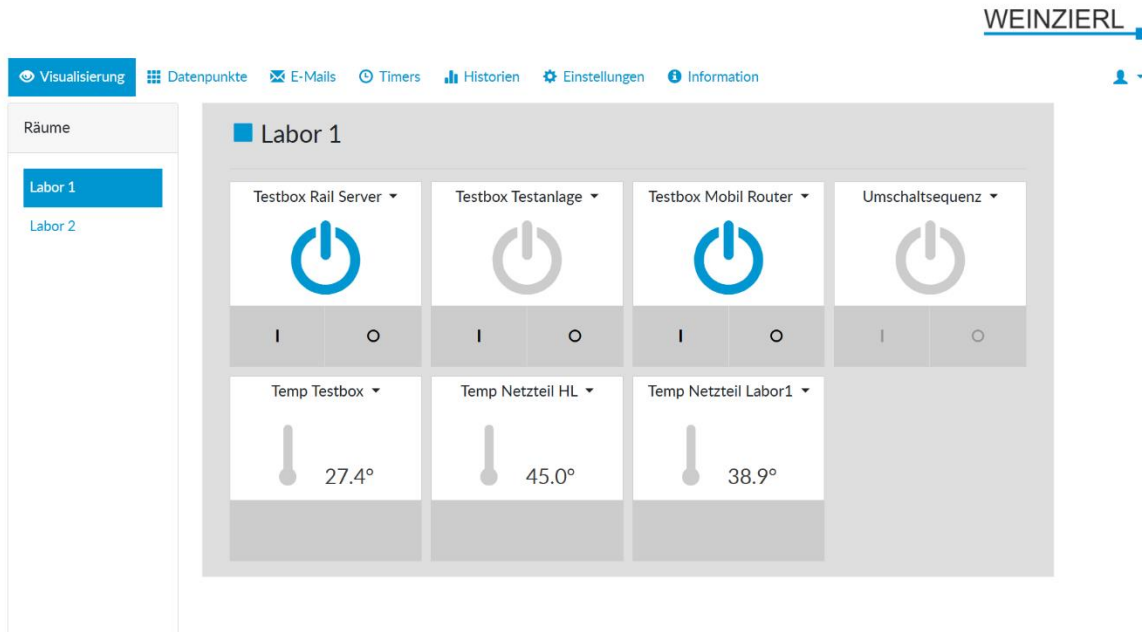 WEINZIERL
Visualisierung Datenpunkte E-Mails Timers Historien Einstellungen Information
Räume
Labor 1
Labor 2
Labor 1
Testbox Rail Server Testbox Testanlage Testbox Mobil Router Umschaltsequenz
I O I O I O I O
Temp Testbox Temp Netzteil HL Temp Netzteil Labor1
27.4° 45.0° 38.9°